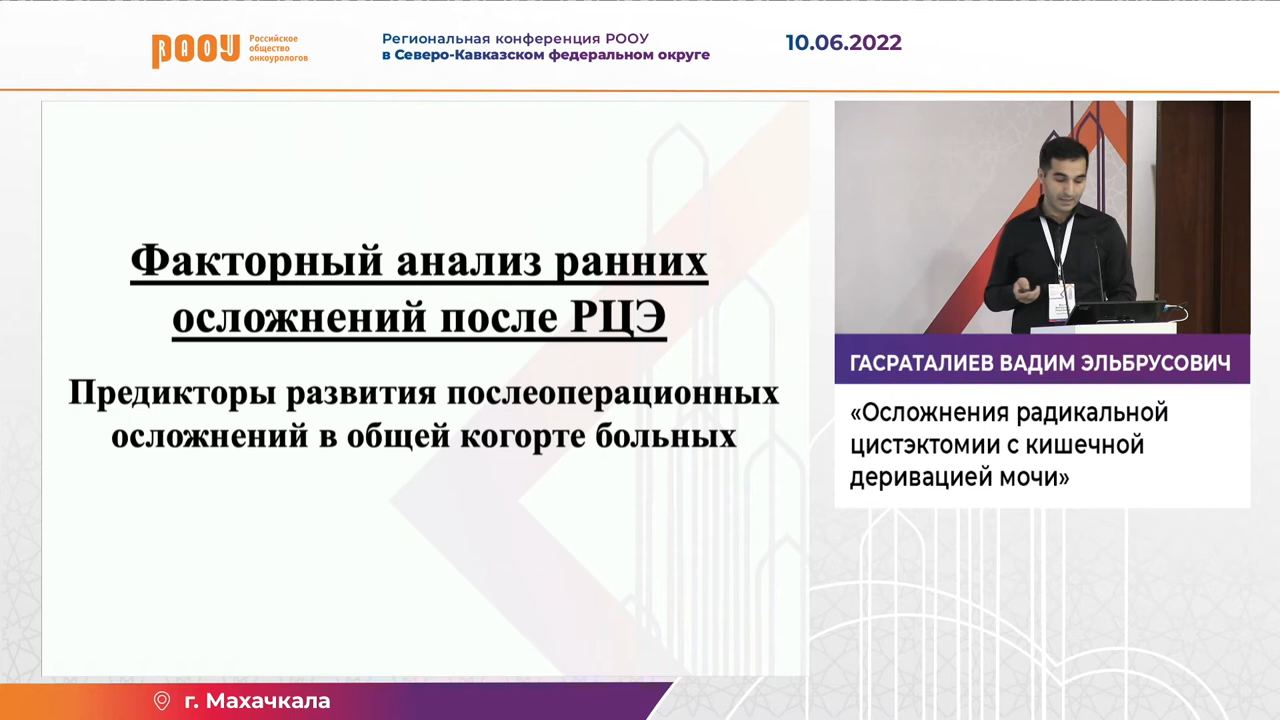 РООУ
Российское
общество
онкоурологов
Региональная конференция РООУ
в Северо-Кавказском федеральном округе
10.06.2022
Факторный анализ ранних
осложнений после РЦЭ
Предикторы развития послеоперационных
осложнений в общей когорте больных
ГАСРАТАЛИЕВ ВАДИМ ЭЛЬБРУСОВИЧ
«Осложнения радикальной
цистэктомии с кишечной
деривацией мочи»
г. Махачкала